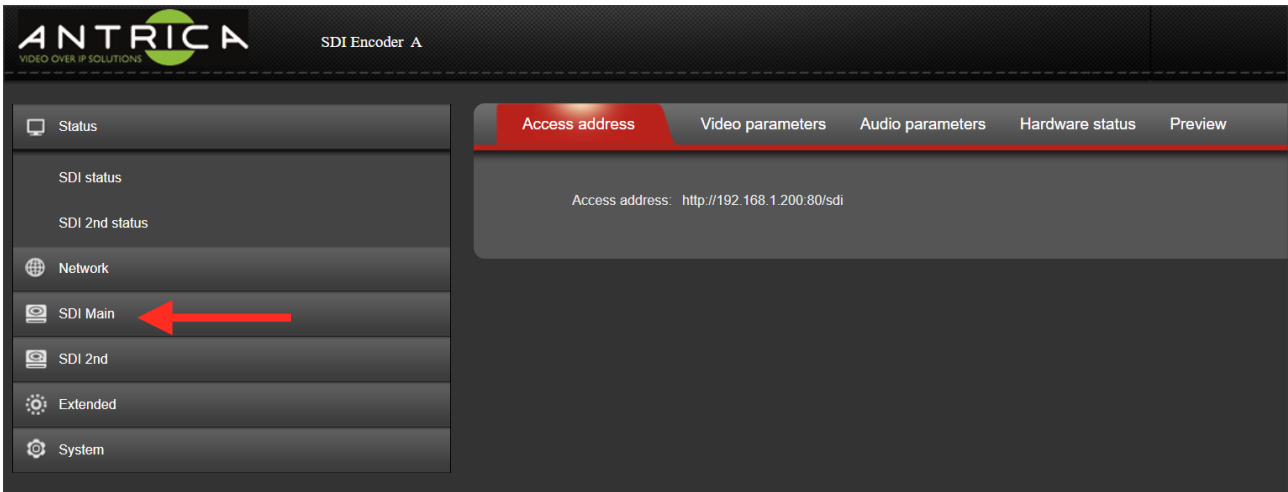 ANTRICA
VIDEO OVER IP SOLUTIONS
SDI Encoder A
Status
SDI status
SDI 2nd status
Network
SDI Main
SDI 2nd
Extended
System
Access address Video parameters Audio parameters Hardware status Preview
Access address: http://192.168.1.200:80/sdi